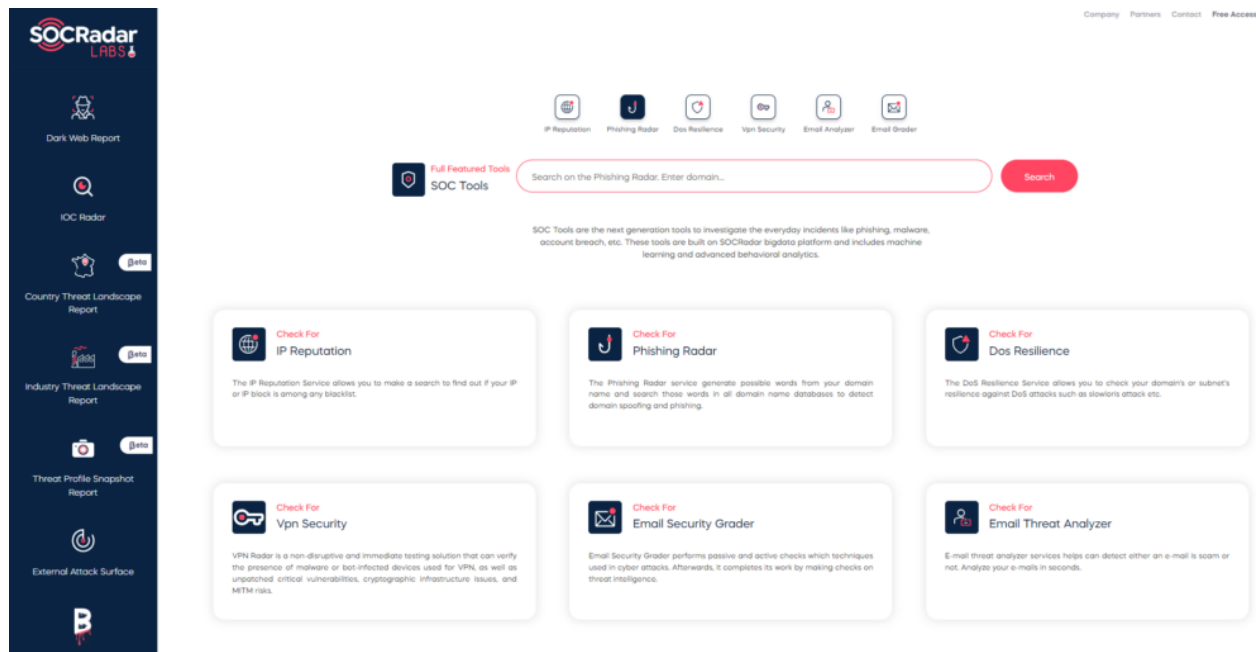 SOCRadar
LABS
Dark Web Report
IOC Radar
Beta
Country Threat Landscape
Report
Beta
Industry Threat Landscape
Report
Beta
Threat Profile Snapshot
Report
External Attack Surface
B
Company Partners Contact Free Access
IP Reputation Phishing Radar Dos Resilience Vpn Security Email Analyzer Email Grader
Full Featured Tools
SOC Tools
Search on the Phishing Radar. Enter domain...
Search
SOC Tools are the next generation tools to investigate the everyday incidents like phishing, malware,
account breach, etc. These tools are built on SOCRadar bigdata platform and includes machine
learning and advanced behavioral analytics.
Check For
IP Reputation
The IP Reputation Service allows you to make a search to find out if your IP
or IP block is among any blacklist.
Check For
Phishing Radar
The Phishing Radar service generate possible words from your domain
name and search those words in all domain name databases to detect
domain spoofing and phishing.
Check For
Dos Resilience
The DoS Resilience Service allows you to check your domain's or subnet's
resilience against DoS attacks such as slowloris attack etc.
Check For
Vpn Security
VPN Radar is a non-disruptive and immediate testing solution that can verify
the presence of malware or bot-infected devices used for VPN, as well as
unpatched critical vulnerabilities, cryptographic infrastructure issues, and
MITM risks.
Check For
Email Security Grader
Email Security Grader performs passive and active checks which techniques
used in cyber attacks. Afterwards, it completes its work by making checks on
threat intelligence.
Check For
Email Threat Analyzer
E-mail threat analyzer services helps can detect either an e-mail is scam or
not. Analyze your e-mails in seconds.